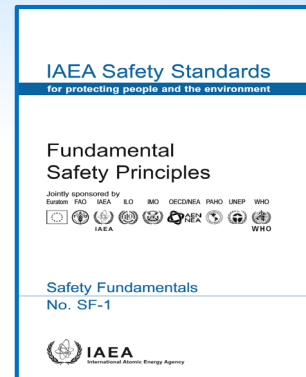 IAEA Safety Standards
for protecting people and the environment
Fundamental
Safety Principles
Jointly sponsored by
Euratom FAO IAEA ILO IMO OECD/NEA PAHO UNEP WHO
IAEA
AEN
NEA
WHO
Safety Fundamentals
No. SF-1
IAEA
International Atomic Energy Agency